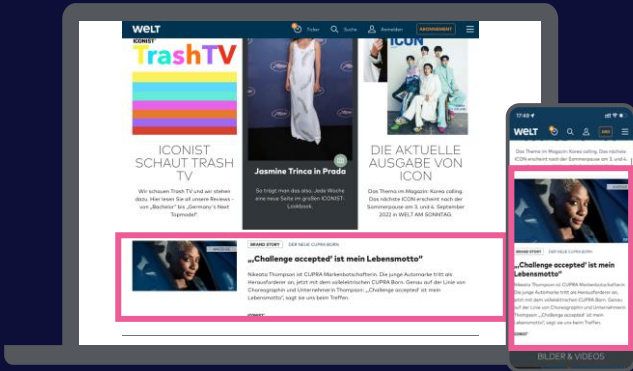 WELT
Ticker
Suche
Anmelden
ABONNEMENT
ICONIST
TrashTV
ICON
ICONIST
SCHAUT TRASH
TV
Wir schauen Trash TV und wir stehen
dazu. Hier lesen Sie all unsere Reviews -
von „Bachelor" bis „Germany's Next
Topmodel".
Jasmine Trinca in Prada
So trägt man das also. Jede Woche
eine neue Seite im großen ICONIST-
Lookbook.
DIE AKTUELLE
AUSGABE VON
ICON
Das Thema im Magazin: Korea calling.
Das nächste ICON erscheint nach der
Sommerpause am 3. und 4. September
2022 in WELT AM SONNTAG.
BRAND STORY DER NEUE CUPRA BORN
„‚Challenge accepted' ist mein Lebensmotto"
Nikeata Thompson ist CUPRA Markenbotschafterin. Die junge Automarke tritt als
Herausforderer an, jetzt mit dem vollelektrischen CUPRA Born. Genau auf der Linie von
Choreographin und Unternehmerin Thompson: „‚Challenge accepted' ist mein
Lebensmotto", sagt sie uns beim Treffen.
ICONIST
17:49
WELT
ABO
Das Thema im Magazin: Korea calling. Das nächste
ICON erscheint nach der Sommerpause am 3. und 4.
BRAND STORY DER NEUE CUPRA BORN
„‚Challenge accepted' ist mein
Lebensmotto"
Nikeata Thompson ist CUPRA Markenbotschafterin.
Die junge Automarke tritt als Herausforderer an,
jetzt mit dem vollelektrischen CUPRA Born. Genau
auf der Linie von Choreographin und Unternehmerin
Thompson: „‚Challenge accepted' ist mein
Lebensmotto", sagt sie uns beim Treffen.
ICONIST
BILDER & VIDEOS